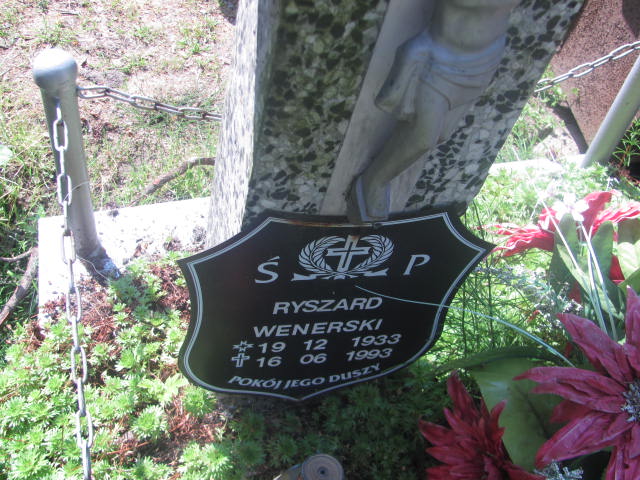 Ś P
RYSZARD
WENERSKI
19 12 1933
16 06 1993
POKÓJ JEGO DUSZY